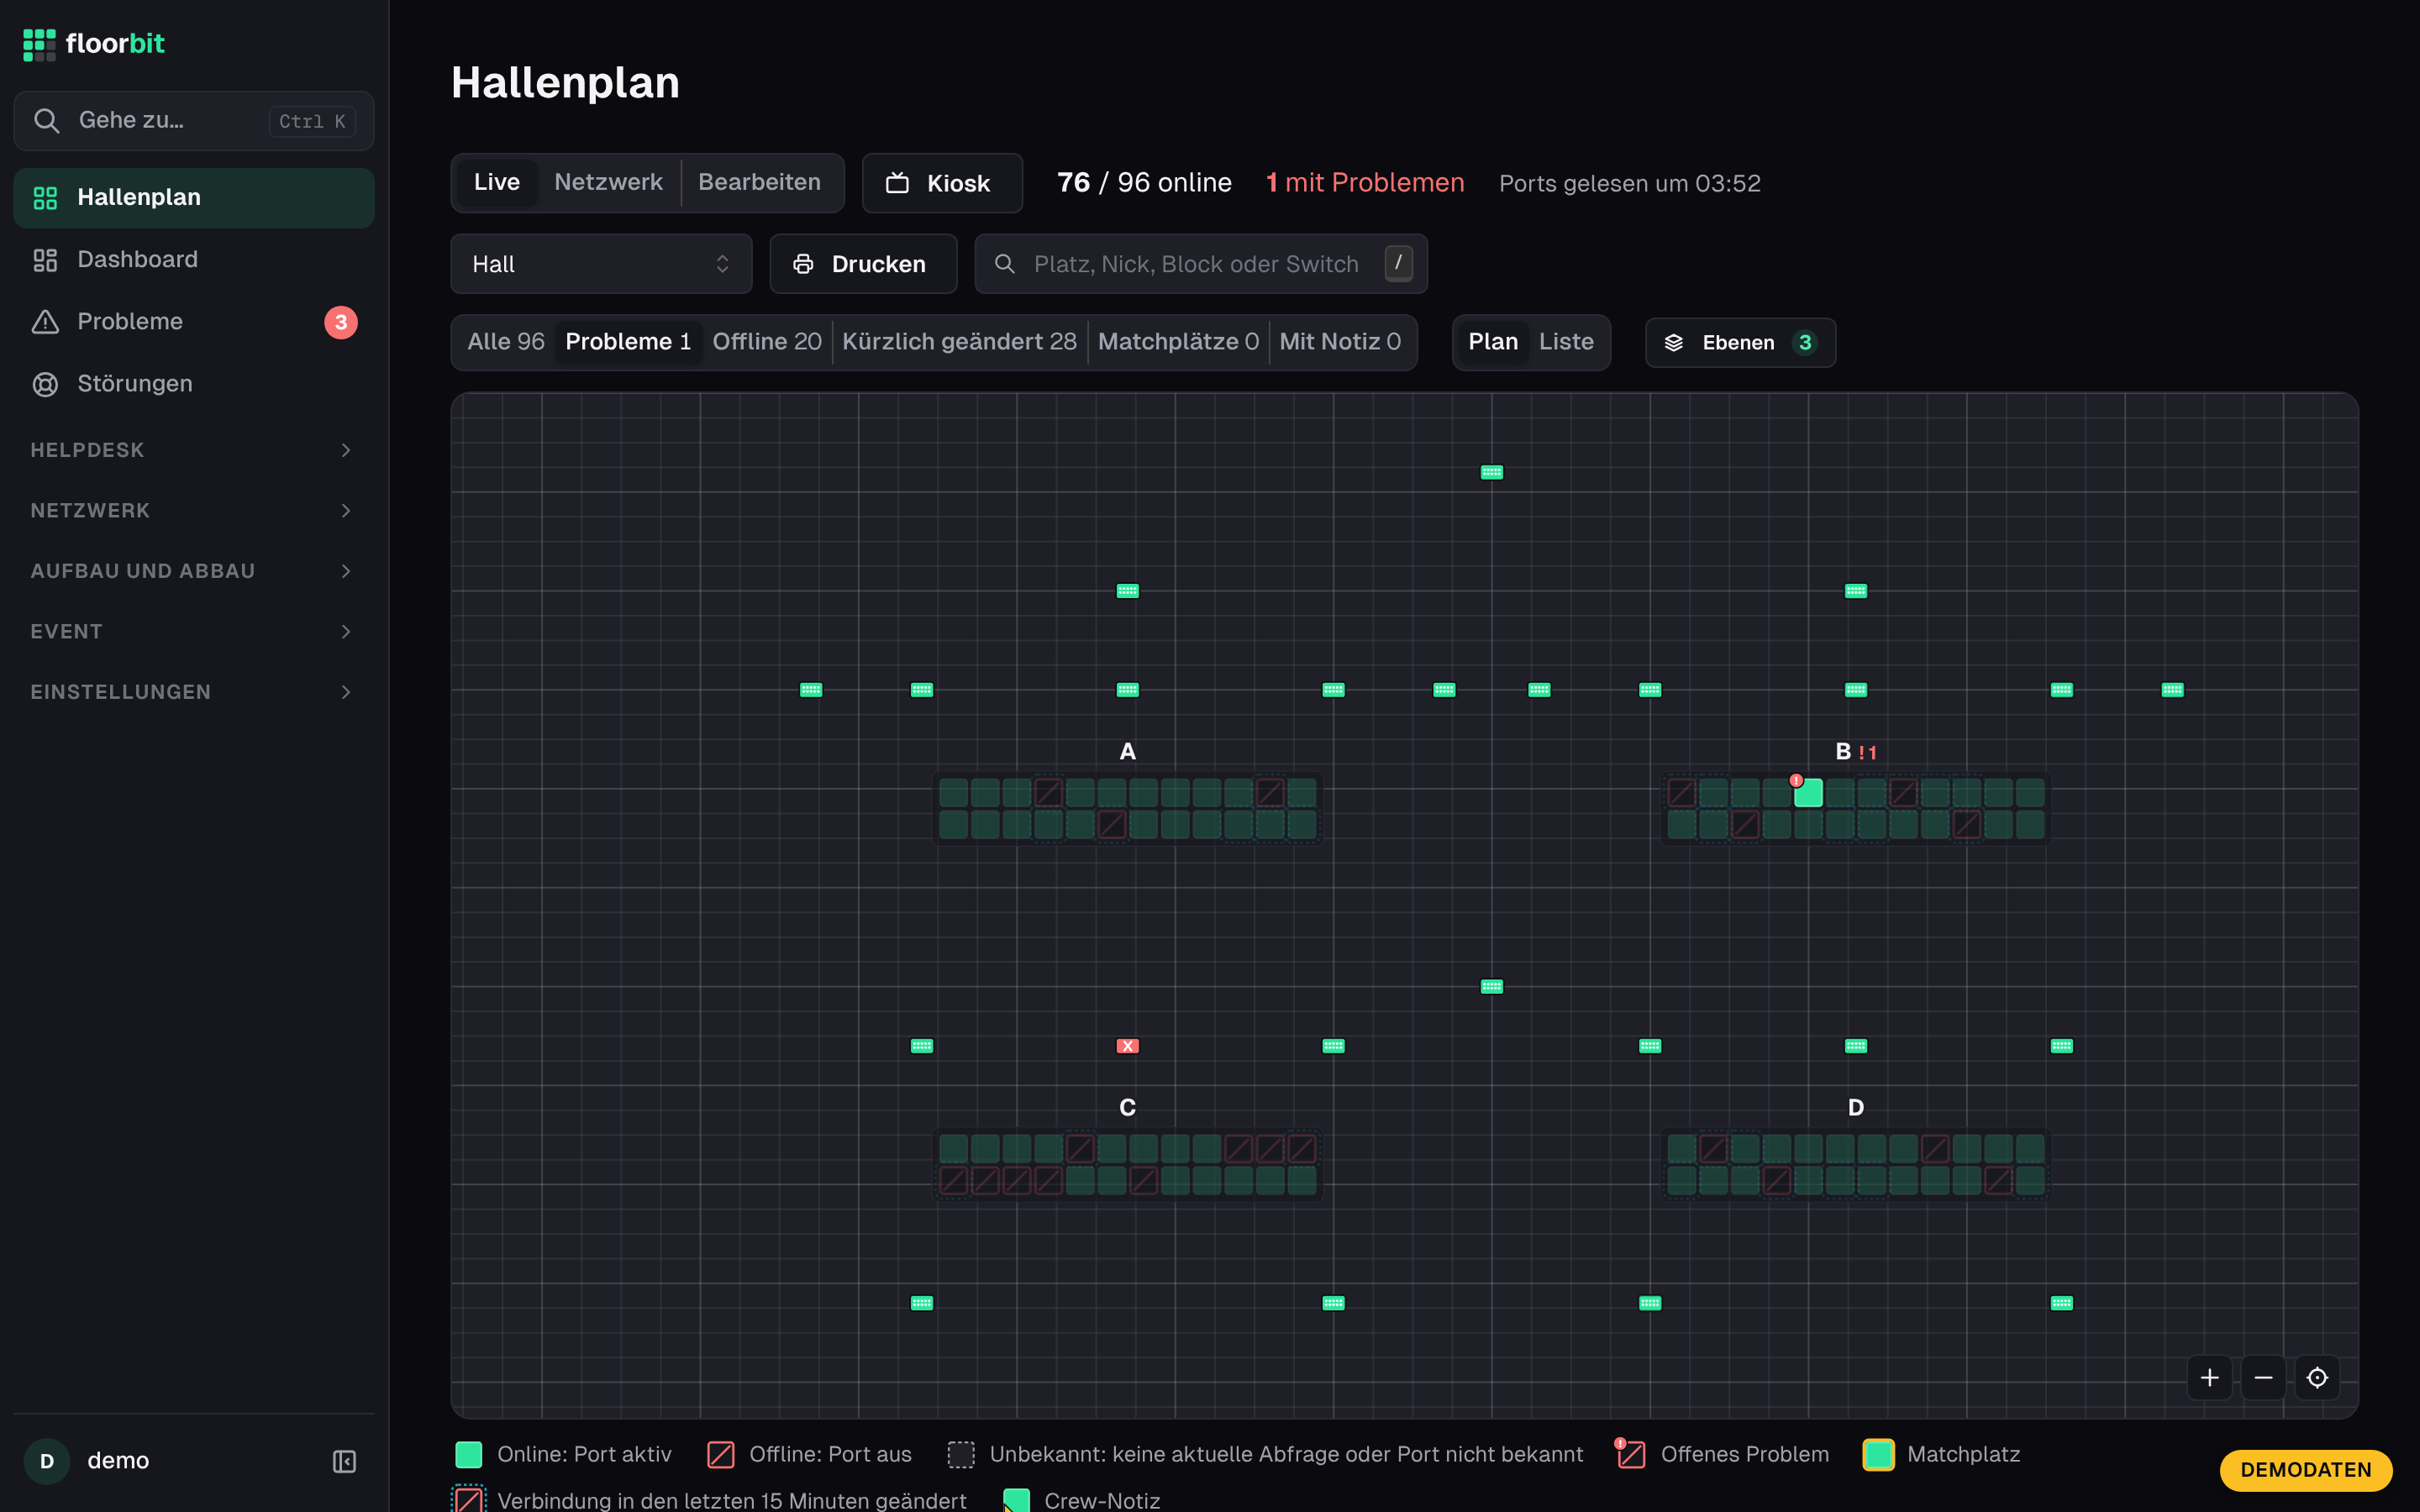 floorbit
Gehe zu... Ctrl K
Hallenplan
Dashboard
Probleme 3
Störungen
HELPDESK
NETZWERK
AUFBAU UND ABBAU
EVENT
EINSTELLUNGEN
D demo
Hallenplan
Live Netzwerk Bearbeiten Kiosk 76 / 96 online 1 mit Problemen Ports gelesen um 03:52
Hall Drucken Platz, Nick, Block oder Switch /
Alle 96 Probleme 1 Offline 20 Kürzlich geändert 28 Matchplätze 0 Mit Notiz 0 Plan Liste Ebenen 3
A B !1
!
X
C D
Online: Port aktiv Offline: Port aus Unbekannt: keine aktuelle Abfrage oder Port nicht bekannt ! Offenes Problem Matchplatz
Verbindung in den letzten 15 Minuten geändert Crew-Notiz
DEMODATEN